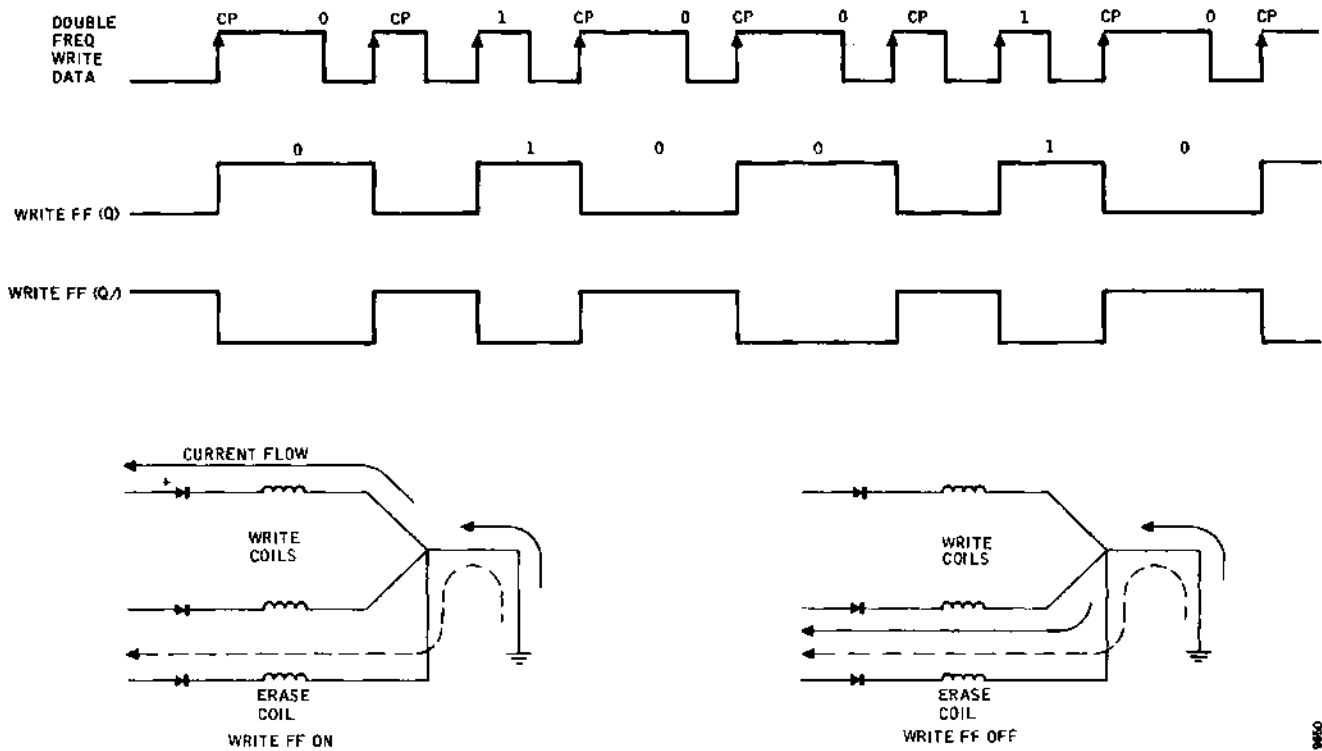 DOUBLE
FREQ
WRITE
DATA
CP 0 CP 1 CP 0 CP 0 CP 1 CP 0 CP
0 1 0 0 1 0
WRITE FF (Q)
WRITE FF (Q/)
CURRENT FLOW
+
WRITE
COILS
ERASE
COIL
WRITE FF ON
WRITE
COILS
ERASE
COIL
WRITE FF OFF